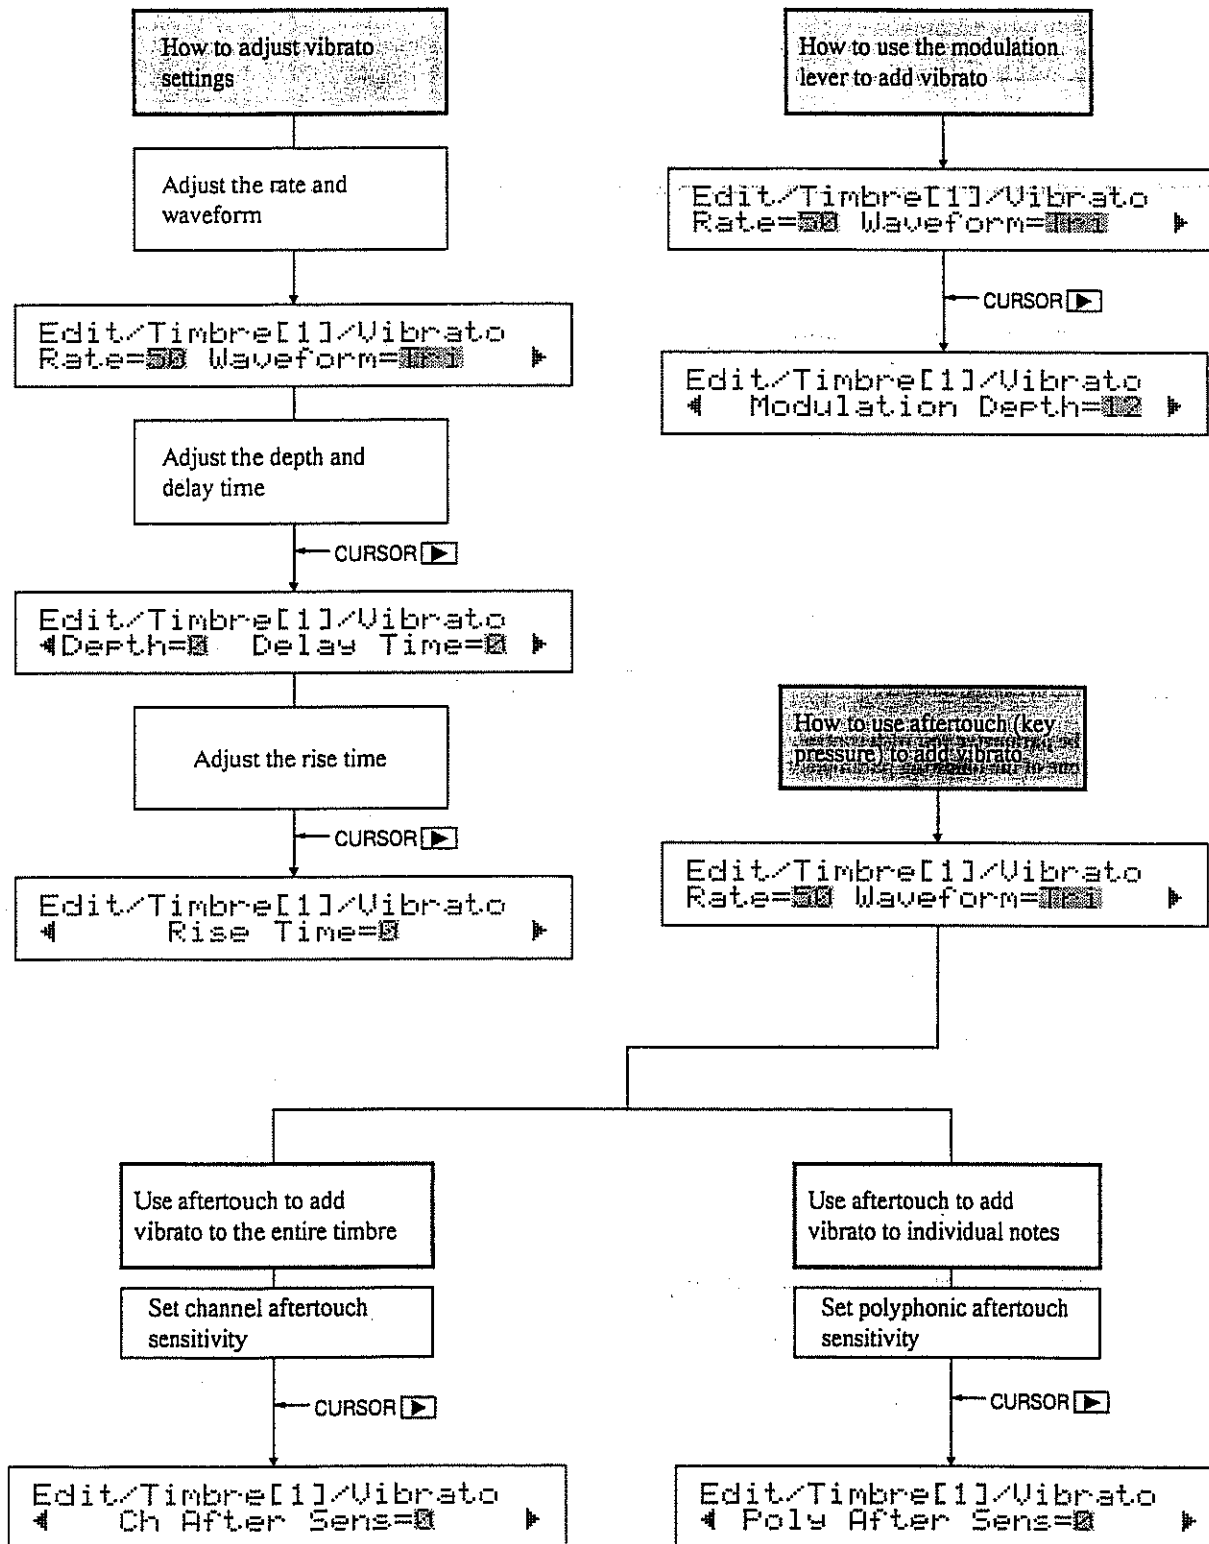 How to adjust vibrato
settings
Adjust the rate and
waveform
Edit/Timbre[1]/Vibrato
Rate=50 Waveform=Tri
Adjust the depth and
delay time
CURSOR
Edit/Timbre[1]/Vibrato
Depth=0 Delay Time=0
Adjust the rise time
CURSOR
Edit/Timbre[1]/Vibrato
Rise Time=0
How to use the modulation
lever to add vibrato
Edit/Timbre[1]/Vibrato
Rate=50 Waveform=Tri
CURSOR
Edit/Timbre[1]/Vibrato
Modulation Depth=12
How to use aftertouch (key
pressure) to add vibrato
Edit/Timbre[1]/Vibrato
Rate=50 Waveform=Tri
Use aftertouch to add
vibrato to the entire timbre
Set channel aftertouch
sensitivity
CURSOR
Edit/Timbre[1]/Vibrato
Ch After Sens=0
Use aftertouch to add
vibrato to individual notes
Set polyphonic aftertouch
sensitivity
CURSOR
Edit/Timbre[1]/Vibrato
Poly After Sens=0